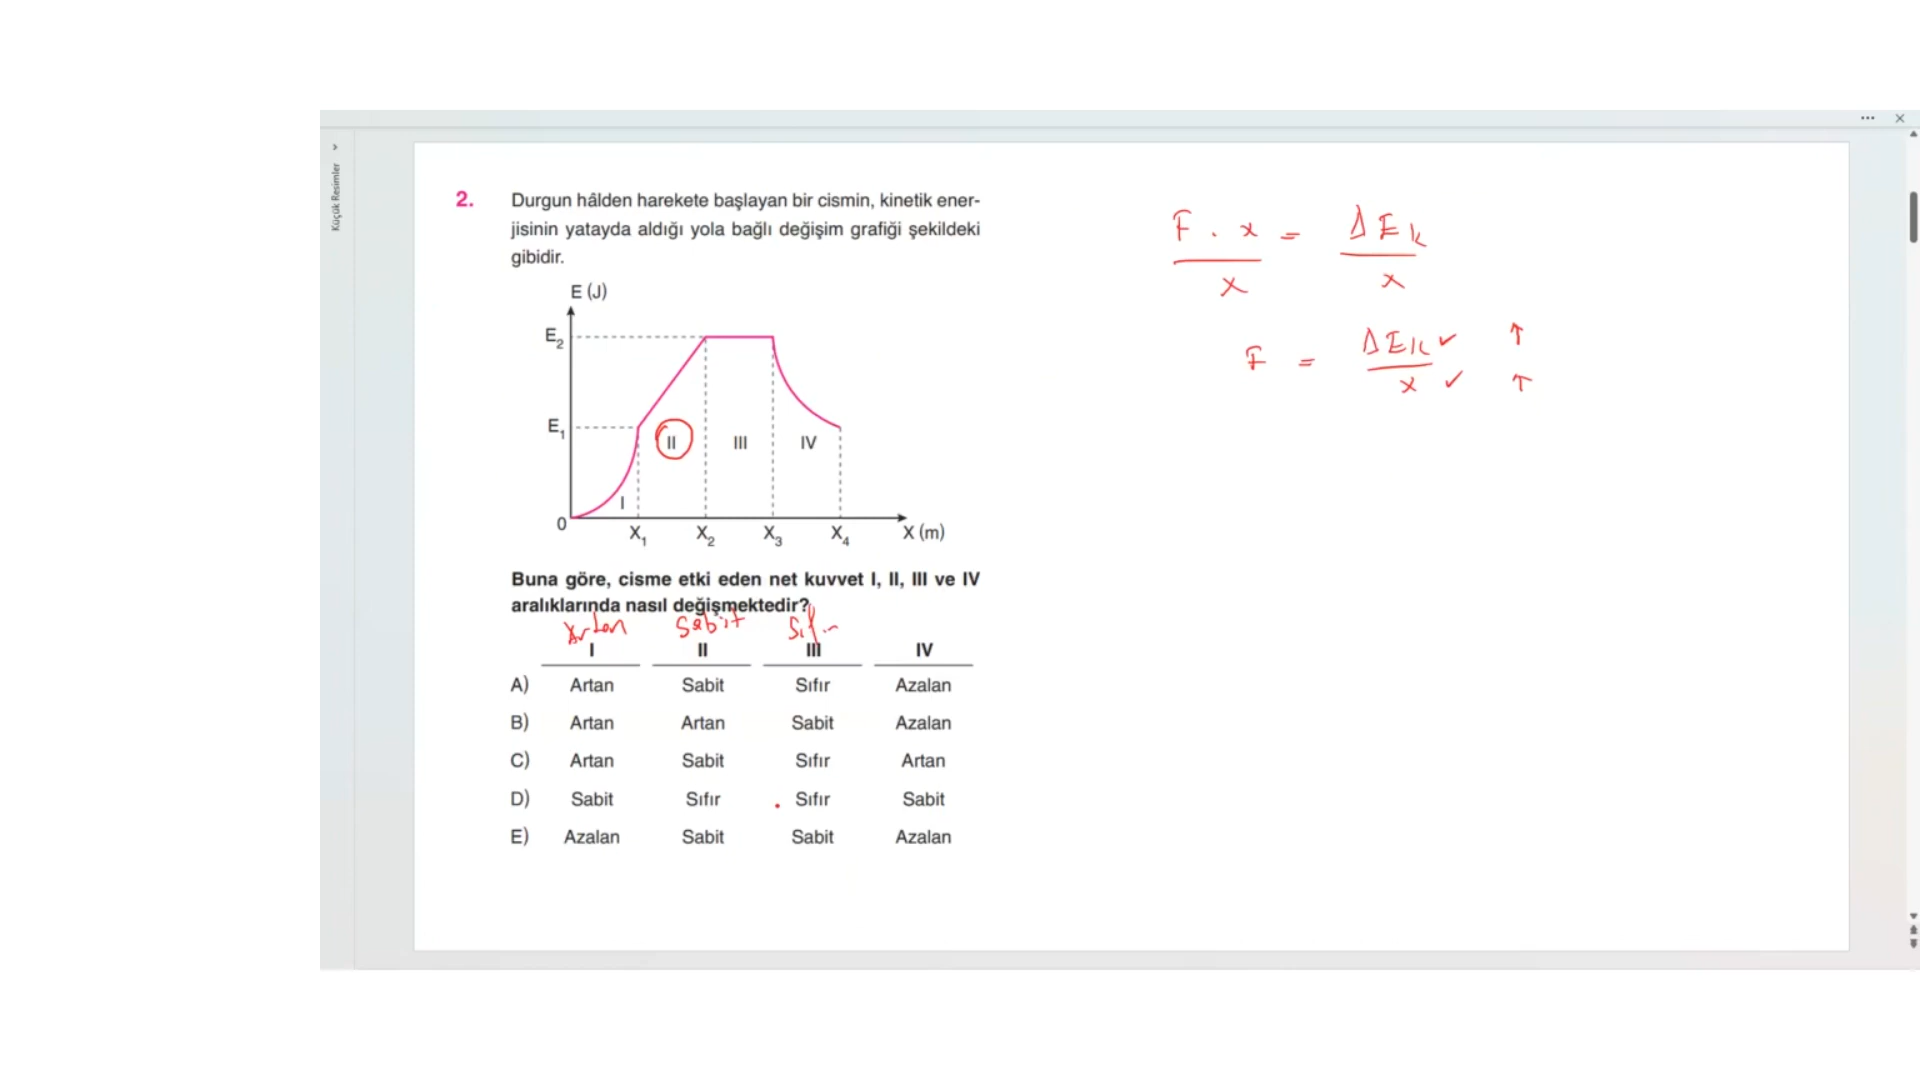 Küçük Resimler
2. Durgun hâlden harekete başlayan bir cismin, kinetik ener-
jisinin yatayda aldığı yola bağlı değişim grafiği şekildeki
gibidir.
E (J)
E2
E1
I
II
III
IV
0
X1 X2 X3 X4 X (m)
Buna göre, cisme etki eden net kuvvet I, II, III ve IV
aralıklarında nasıl değişmektedir?
Artan Sabit
I II III IV
A) Artan Sabit Sıfır Azalan
B) Artan Artan Sabit Azalan
C) Artan Sabit Sıfır Artan
D) Sabit Sıfır Sıfır Sabit
E) Azalan Sabit Sabit Azalan
F . x = ΔEk
x x
F = ΔEk ✓ ↑
x ✓ ↑